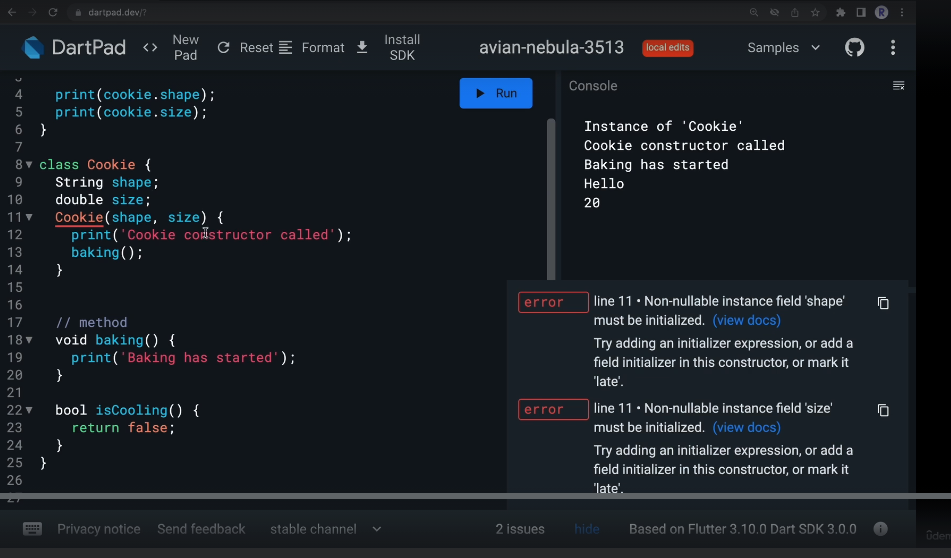 dartpad.dev/?
DartPad
<>
New Pad
Reset
Format
Install SDK
avian-nebula-3513
local edits
Samples
4 print(cookie.shape);
5 print(cookie.size);
6 }
7
8 class Cookie {
9 String shape;
10 double size;
11 Cookie(shape, size) {
12 print('Cookie constructor called');
13 baking();
14 }
15
16
17 // method
18 void baking() {
19 print('Baking has started');
20 }
21
22 bool isCooling() {
23 return false;
24 }
25 }
26
27
Run
Console
Instance of 'Cookie'
Cookie constructor called
Baking has started
Hello
20
error line 11 • Non-nullable instance field 'shape'
must be initialized. (view docs)
Try adding an initializer expression, or add a
field initializer in this constructor, or mark it
'late'.
error line 11 • Non-nullable instance field 'size'
must be initialized. (view docs)
Try adding an initializer expression, or add a
field initializer in this constructor, or mark it
'late'.
Privacy notice Send feedback stable channel 2 issues hide Based on Flutter 3.10.0 Dart SDK 3.0.0
R